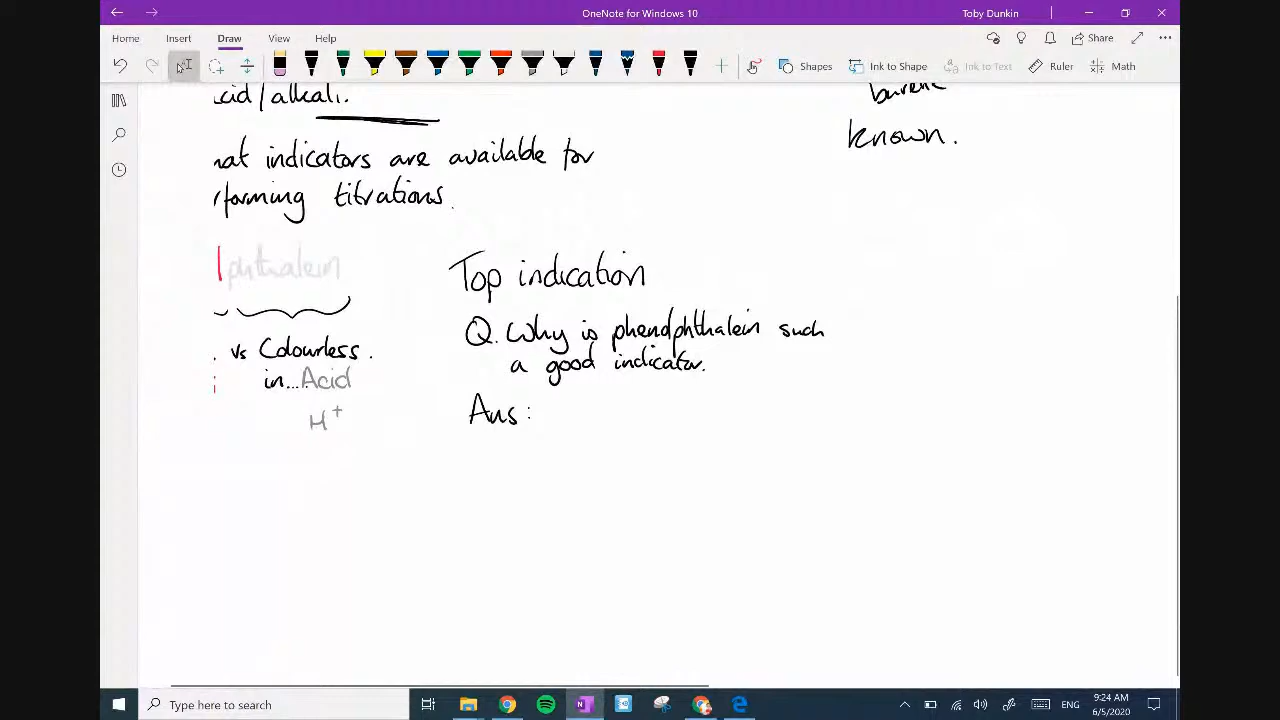 OneNote for Windows 10
Toby Dunkin
Home Insert Draw View Help
Share
Shapes
Ink to Shape
Ink to Text
Ruler
Math
cid/alkali.
burette
known.
nat indicators are available for
rforming titrations.
phthalein
Top indication
Q. Why is phenolphthalein such
a good indicator.
. vs Colourless.
in... Acid
H+
Ans:
Type here to search
ENG
9:24 AM
6/5/2020